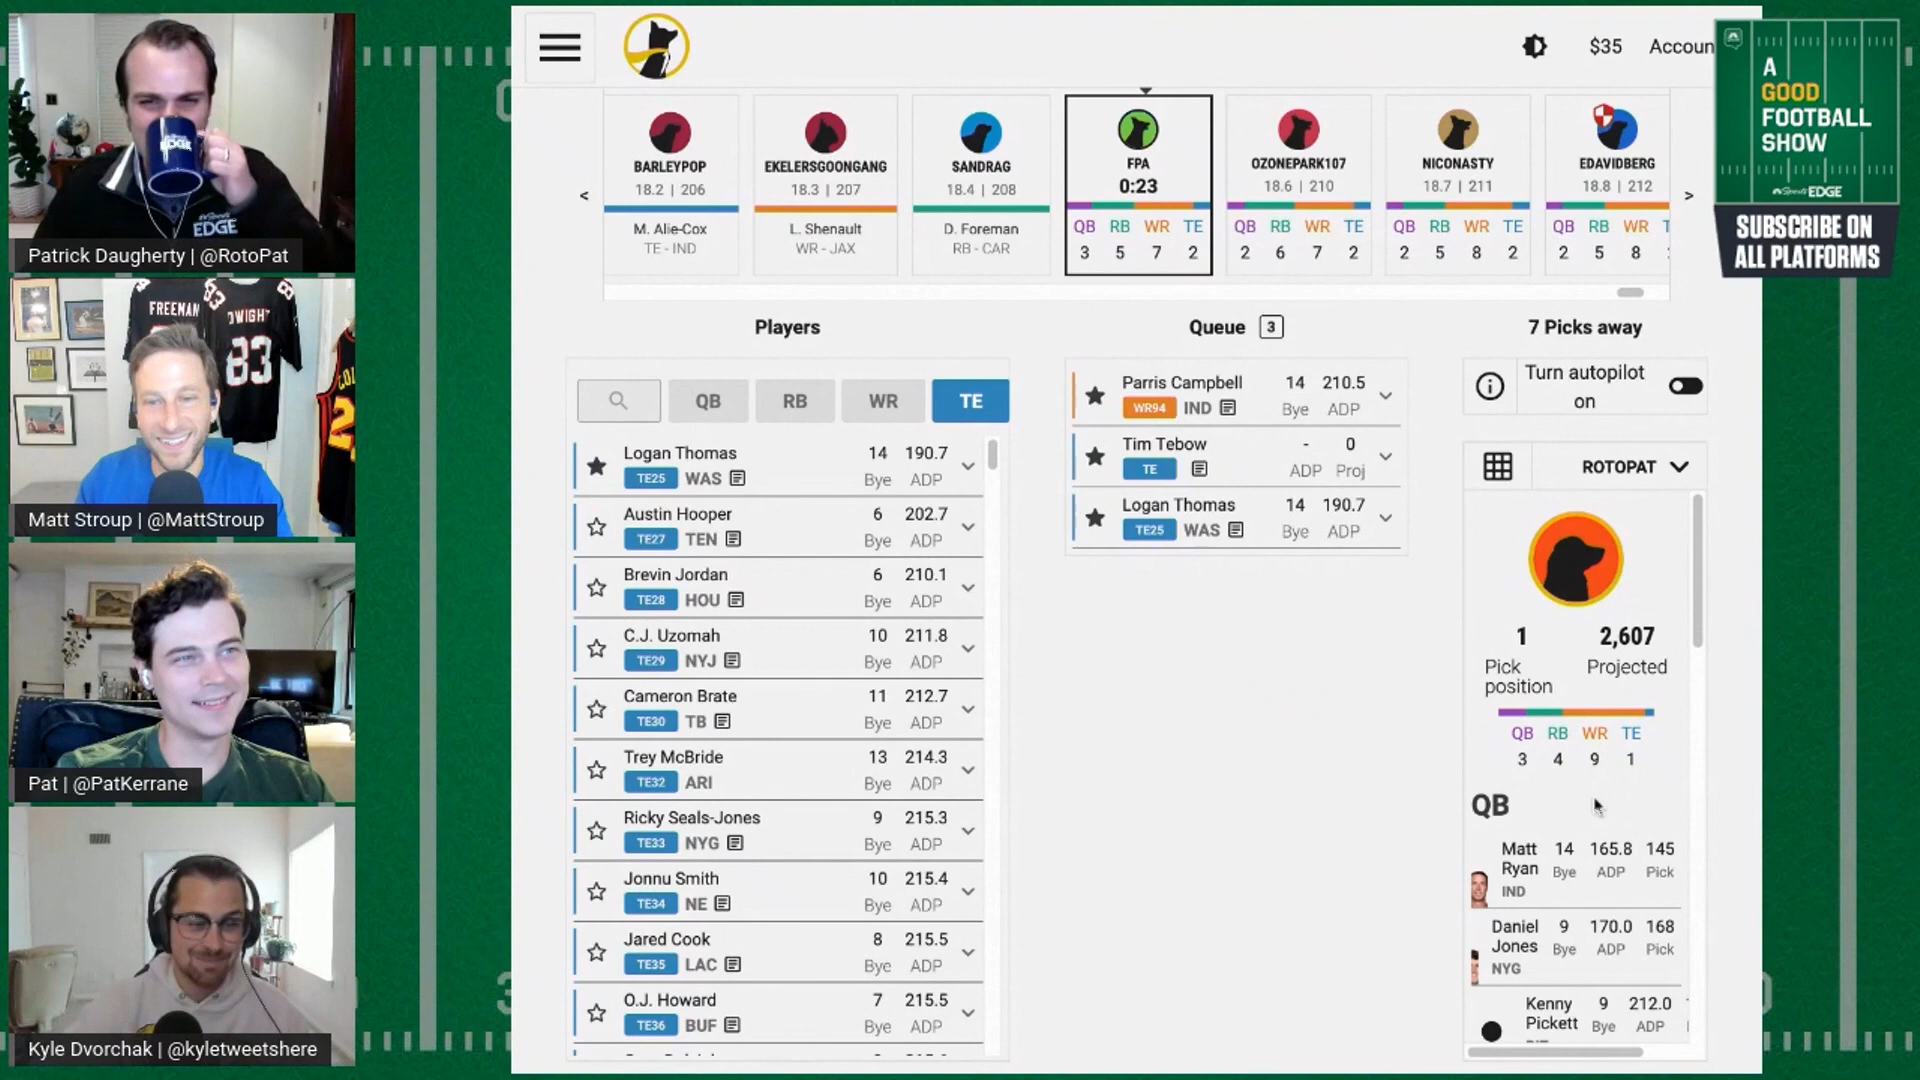 Patrick Daugherty | @RotoPat
EDGE
EDGE
FREEMAN
DWIGHT
83
83
Matt Stroup | @MattStroup
Pat | @PatKerrane
Kyle Dvorchak | @kyletweetshere
$35
Accoun
A
GOOD
FOOTBALL
SHOW
Sports EDGE
SUBSCRIBE ON
ALL PLATFORMS
BARLEYPOP
18.2 | 206
M. Alie-Cox
TE - IND
EKELERSGOONGANG
18.3 | 207
L. Shenault
WR - JAX
SANDRAG
18.4 | 208
D. Foreman
RB - CAR
FPA
0:23
QB RB WR TE
3 5 7 2
OZONEPARK107
18.6 | 210
QB RB WR TE
2 6 7 2
NICONASTY
18.7 | 211
QB RB WR TE
2 5 8 2
EDAVIDBERG
18.8 | 212
QB RB WR
2 5 8
Players
QB RB WR TE
Logan Thomas 14 190.7
TE25 WAS Bye ADP
Austin Hooper 6 202.7
TE27 TEN Bye ADP
Brevin Jordan 6 210.1
TE28 HOU Bye ADP
C.J. Uzomah 10 211.8
TE29 NYJ Bye ADP
Cameron Brate 11 212.7
TE30 TB Bye ADP
Trey McBride 13 214.3
TE32 ARI Bye ADP
Ricky Seals-Jones 9 215.3
TE33 NYG Bye ADP
Jonnu Smith 10 215.4
TE34 NE Bye ADP
Jared Cook 8 215.5
TE35 LAC Bye ADP
O.J. Howard 7 215.5
TE36 BUF Bye ADP
Queue 3
Parris Campbell 14 210.5
WR94 IND Bye ADP
Tim Tebow - 0
TE ADP Proj
Logan Thomas 14 190.7
TE25 WAS Bye ADP
7 Picks away
Turn autopilot
on
ROTOPAT
1 2,607
Pick Projected
position
QB RB WR TE
3 4 9 1
QB
Matt 14 165.8 145
Ryan Bye ADP Pick
IND
Daniel 9 170.0 168
Jones Bye ADP Pick
NYG
Kenny 9 212.0
Pickett Bye ADP